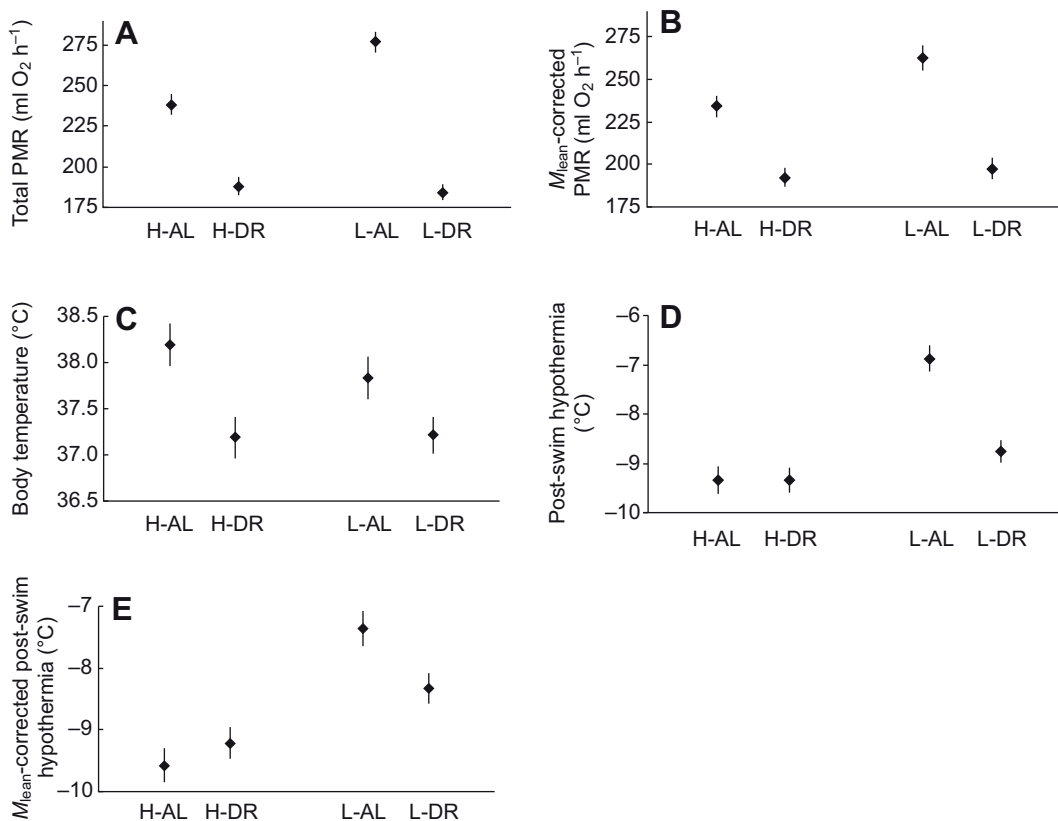 A
Total PMR (ml O₂ h⁻¹)
275
250
225
200
175
H-AL H-DR L-AL L-DR
B
M_lean-corrected
PMR (ml O₂ h⁻¹)
275
250
225
200
175
H-AL H-DR L-AL L-DR
C
Body temperature (°C)
38.5
38.0
37.5
37.0
36.5
H-AL H-DR L-AL L-DR
D
Post-swim hypothermia
(°C)
–6
–7
–8
–9
–10
H-AL H-DR L-AL L-DR
E
M_lean-corrected post-swim
hypothermia (°C)
–7
–8
–9
–10
H-AL H-DR L-AL L-DR